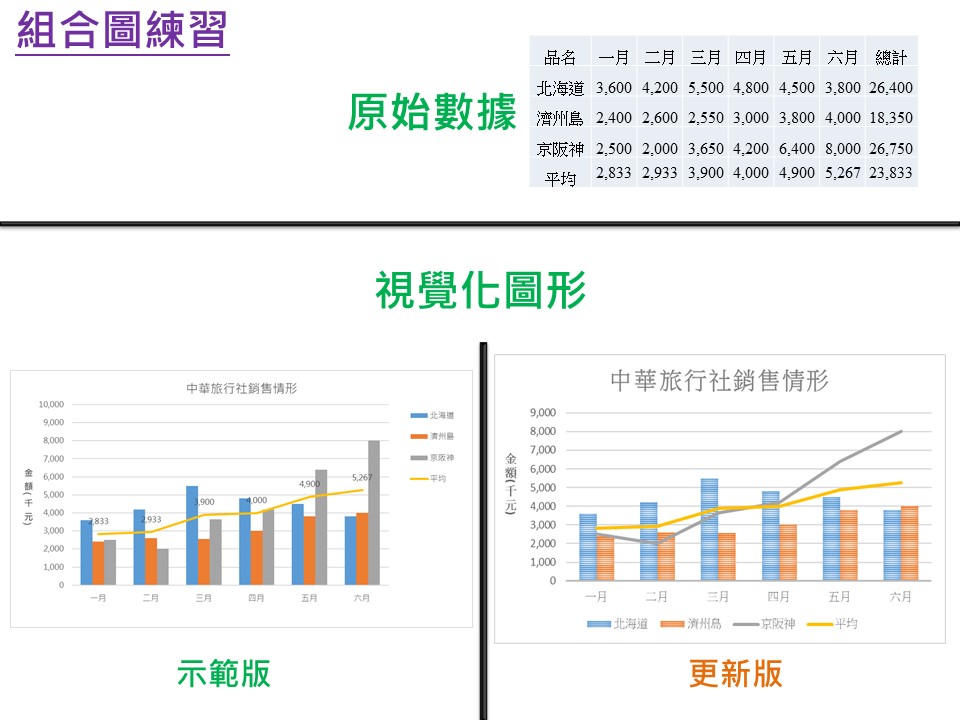 組合圖練習
原始數據
品名 一月 二月 三月 四月 五月 六月 總計
北海道 3,600 4,200 5,500 4,800 4,500 3,800 26,400
濟州島 2,400 2,600 2,550 3,000 3,800 4,000 18,350
京阪神 2,500 2,000 3,650 4,200 6,400 8,000 26,750
平均 2,833 2,933 3,900 4,000 4,900 5,267 23,833
視覺化圖形
中華旅行社銷售情形
金額(千元)
10,000
9,000
8,000
7,000
6,000
5,000
4,000
3,000
2,000
1,000
0
2,833 2,933 3,900 4,000 4,900 5,267
一月 二月 三月 四月 五月 六月
北海道
濟州島
京阪神
平均
示範版
中華旅行社銷售情形
金額(千元)
9,000
8,000
7,000
6,000
5,000
4,000
3,000
2,000
1,000
0
一月 二月 三月 四月 五月 六月
北海道 濟州島 京阪神 平均
更新版